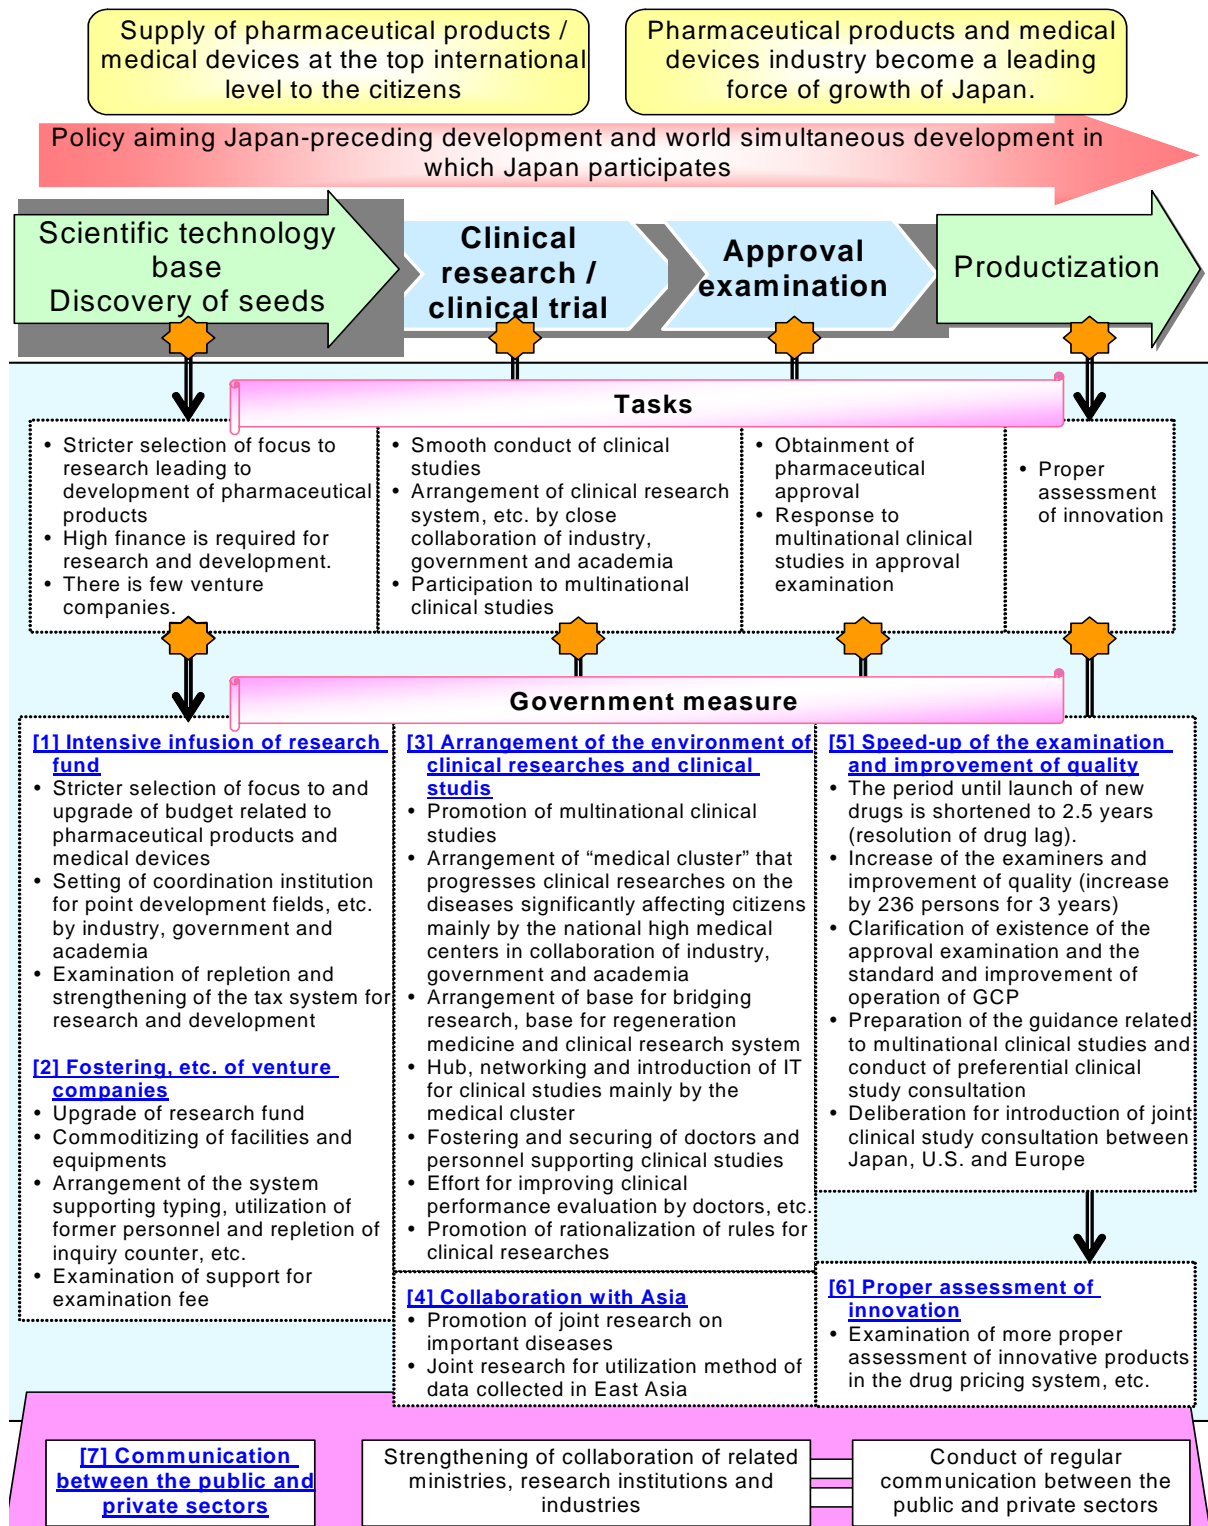 Supply of pharmaceutical products /
medical devices at the top international
level to the citizens
Pharmaceutical products and medical
devices industry become a leading
force of growth of Japan.
Policy aiming Japan-preceding development and world simultaneous development in
which Japan participates
Scientific technology
base
Discovery of seeds
Clinical
research /
clinical trial
Approval
examination
Productization
Tasks
• Stricter selection of focus to
research leading to
development of pharmaceutical
products
• High finance is required for
research and development.
• There is few venture
companies.
• Smooth conduct of clinical
studies
• Arrangement of clinical research
system, etc. by close
collaboration of industry,
government and academia
• Participation to multinational
clinical studies
• Obtainment of
pharmaceutical
approval
• Response to
multinational clinical
studies in approval
examination
• Proper
assessment
of innovation
Government measure
[1] Intensive infusion of research
fund
• Stricter selection of focus to and
upgrade of budget related to
pharmaceutical products and
medical devices
• Setting of coordination institution
for point development fields, etc.
by industry, government and
academia
• Examination of repletion and
strengthening of the tax system for
research and development
[2] Fostering, etc. of venture
companies
• Upgrade of research fund
• Commoditizing of facilities and
equipments
• Arrangement of the system
supporting typing, utilization of
former personnel and repletion of
inquiry counter, etc.
• Examination of support for
examination fee
[3] Arrangement of the environment of
clinical researches and clinical
studis
• Promotion of multinational clinical
studies
• Arrangement of “medical cluster” that
progresses clinical researches on the
diseases significantly affecting citizens
mainly by the national high medical
centers in collaboration of industry,
government and academia
• Arrangement of base for bridging
research, base for regeneration
medicine and clinical research system
• Hub, networking and introduction of IT
for clinical studies mainly by the
medical cluster
• Fostering and securing of doctors and
personnel supporting clinical studies
• Effort for improving clinical
performance evaluation by doctors, etc.
• Promotion of rationalization of rules for
clinical researches
[4] Collaboration with Asia
• Promotion of joint research on
important diseases
• Joint research for utilization method of
data collected in East Asia
[5] Speed-up of the examination
and improvement of quality
• The period until launch of new
drugs is shortened to 2.5 years
(resolution of drug lag).
• Increase of the examiners and
improvement of quality (increase
by 236 persons for 3 years)
• Clarification of existence of the
approval examination and the
standard and improvement of
operation of GCP
• Preparation of the guidance related
to multinational clinical studies and
conduct of preferential clinical
study consultation
• Deliberation for introduction of joint
clinical study consultation between
Japan, U.S. and Europe
[6] Proper assessment of
innovation
• Examination of more proper
assessment of innovative products
in the drug pricing system, etc.
[7] Communication
between the public and
private sectors
Strengthening of collaboration of related
ministries, research institutions and
industries
Conduct of regular
communication between the
public and private sectors